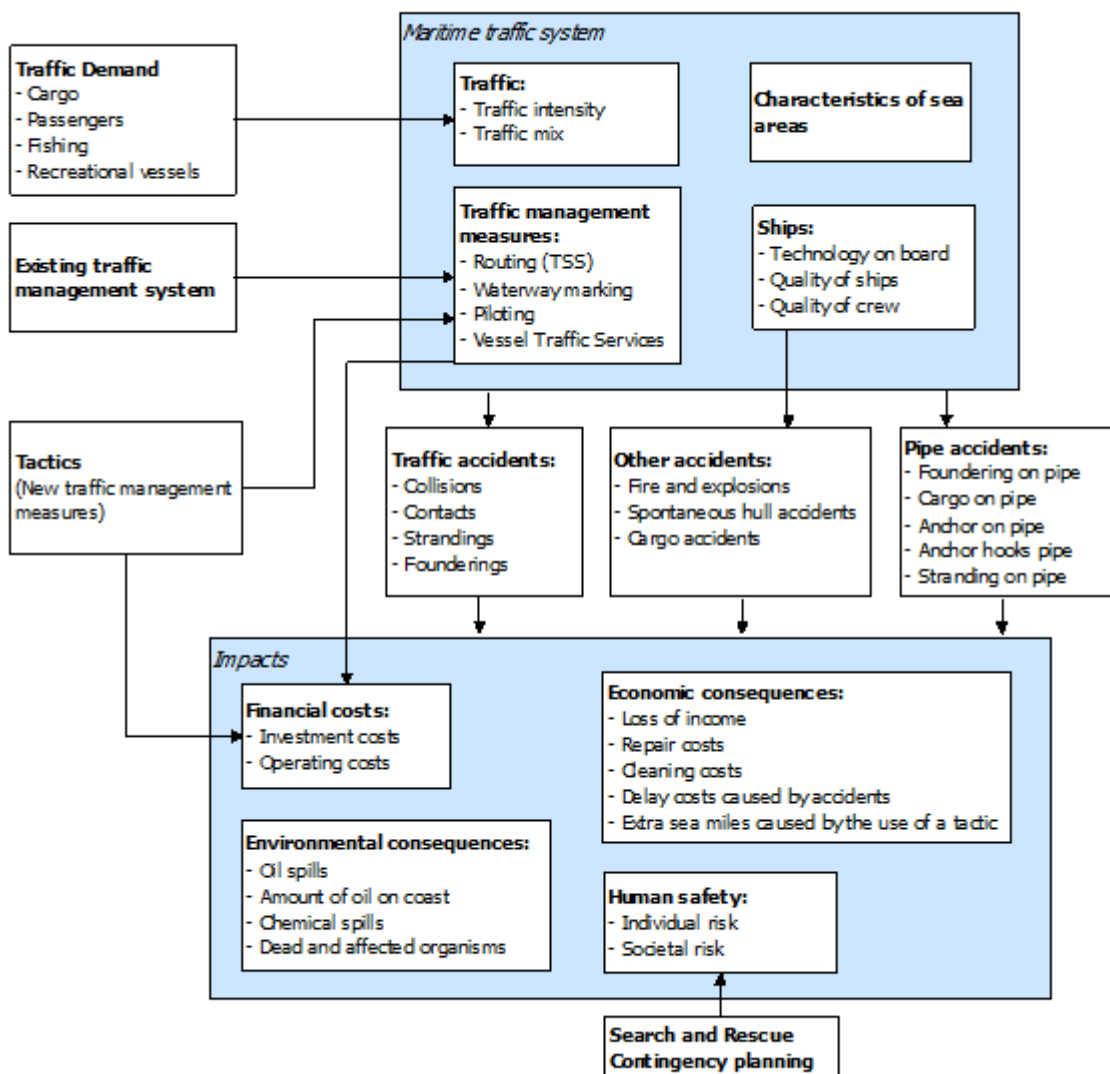 Maritime traffic system
Traffic Demand
- Cargo
- Passengers
- Fishing
- Recreational vessels
Traffic:
- Traffic intensity
- Traffic mix
Characteristics of sea
areas
Existing traffic
management system
Traffic management
measures:
- Routing (TSS)
- Waterway marking
- Piloting
- Vessel Traffic Services
Ships:
- Technology on board
- Quality of ships
- Quality of crew
Tactics
(New traffic management
measures)
Traffic accidents:
- Collisions
- Contacts
- Strandings
- Founderings
Other accidents:
- Fire and explosions
- Spontaneous hull accidents
- Cargo accidents
Pipe accidents:
- Foundering on pipe
- Cargo on pipe
- Anchor on pipe
- Anchor hooks pipe
- Stranding on pipe
Impacts
Financial costs:
- Investment costs
- Operating costs
Economic consequences:
- Loss of income
- Repair costs
- Cleaning costs
- Delay costs caused by accidents
- Extra sea miles caused by the use of a tactic
Environmental consequences:
- Oil spills
- Amount of oil on coast
- Chemical spills
- Dead and affected organisms
Human safety:
- Individual risk
- Societal risk
Search and Rescue
Contingency planning